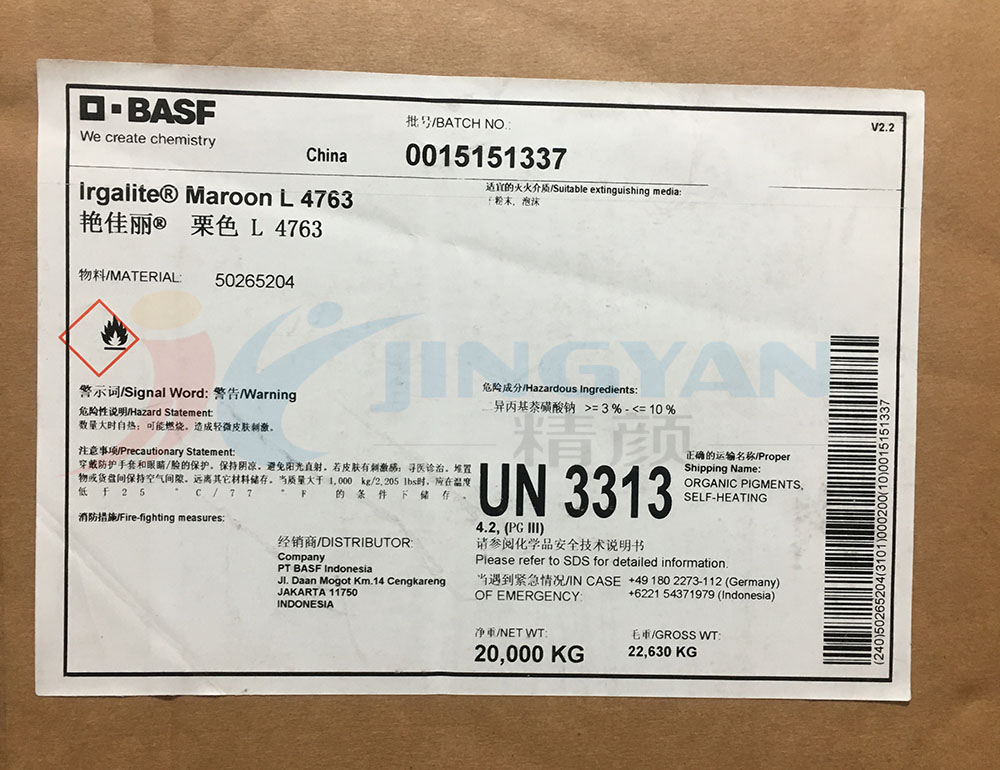 BASF
We create chemistry
China
批号/BATCH NO.:
0015151337
V2.2
Irgalite® Maroon L 4763
艳佳丽® 栗色 L 4763
适宜的灭火介质/Suitable extinguishing media:
干粉末, 泡沫
物料/MATERIAL: 50265204
JINGYAN
精颜
警示词/Signal Word: 警告/Warning
危险性说明/Hazard Statement:
数量大时自热；可能燃烧。造成轻微皮肤刺激。
注意事项/Precautionary Statement:
穿戴防护手套和眼睛/脸的保护。保持阴凉。避免阳光直射。若皮肤有刺激感：寻医诊治。堆置
物或货盘间保持空气间隙。远离其它材料储存。当质量大于 1,000 kg/2,205 lbs时，应在温度
低于 25 °C/77 °F 的条件下储存。
消防措施/Fire-fighting measures:
危险成分/Hazardous Ingredients:
二异丙基萘磺酸钠 >= 3 % - <= 10 %
UN 3313
正确的运输名称/Proper
Shipping Name:
ORGANIC PIGMENTS,
SELF-HEATING
4.2, (PG III)
请参阅化学品安全技术说明书
Please refer to SDS for detailed information.
当遇到紧急情况/IN CASE
OF EMERGENCY:
+49 180 2273-112 (Germany)
+6221 54371979 (Indonesia)
经销商/DISTRIBUTOR:
Company
PT BASF Indonesia
Jl. Daan Mogot Km.14 Cengkareng
JAKARTA 11750
INDONESIA
净重/NET WT:
20,000 KG
毛重/GROSS WT:
22,630 KG
(240)50265204(3101)000200(10)0015151337